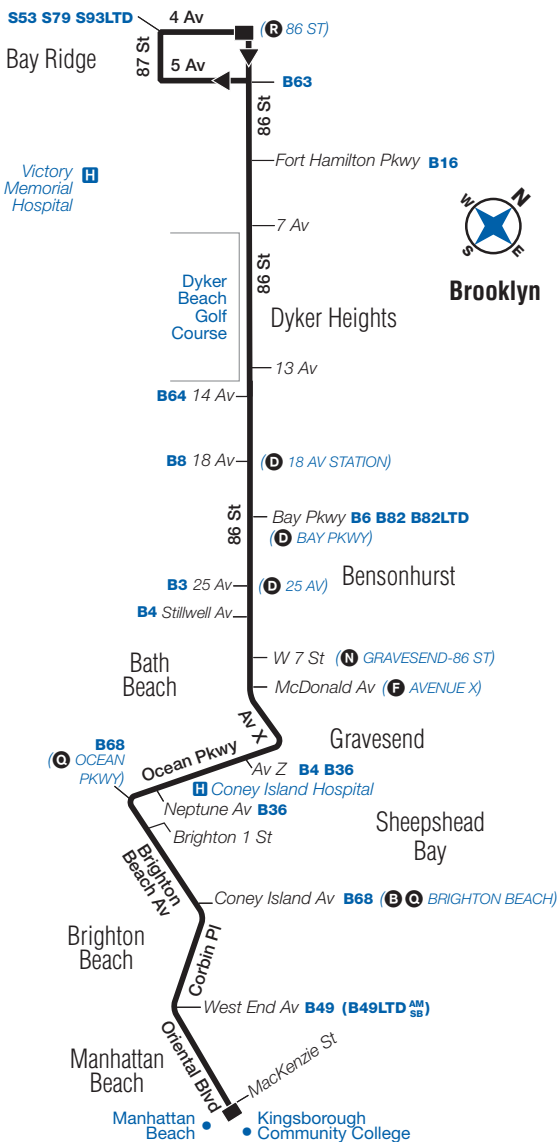 S53 S79 S93LTD
4 Av
R 86 ST)
(
Bay Ridge
87 St
5 Av
B63
86 St
Victory
Memorial
Hospital
H
Fort Hamilton Pkwy B16
7 Av
N
W
S
E
Brooklyn
86 St
Dyker
Beach
Golf
Course
Dyker Heights
13 Av
B64 14 Av
B8 18 Av
(D 18 AV STATION)
86 St
Bay Pkwy B6 B82 B82LTD
(D BAY PKWY)
Bensonhurst
B3 25 Av
(D 25 AV)
B4 Stillwell Av
Bath
Beach
W 7 St (N GRAVESEND-86 ST)
McDonald Av (F AVENUE X)
Av X
Gravesend
B68
(Q OCEAN
PKWY)
Ocean Pkwy
Av Z B4 B36
H Coney Island Hospital
Neptune Av B36
Brighton 1 St
Sheepshead
Bay
Brighton
Beach Av
Coney Island Av B68 (B Q BRIGHTON BEACH)
Brighton
Beach
Corbin Pl
West End Av B49 (B49LTD AM SB)
Oriental Blvd
Manhattan
Beach
MacKenzie St
Manhattan
Beach
Kingsborough
Community College